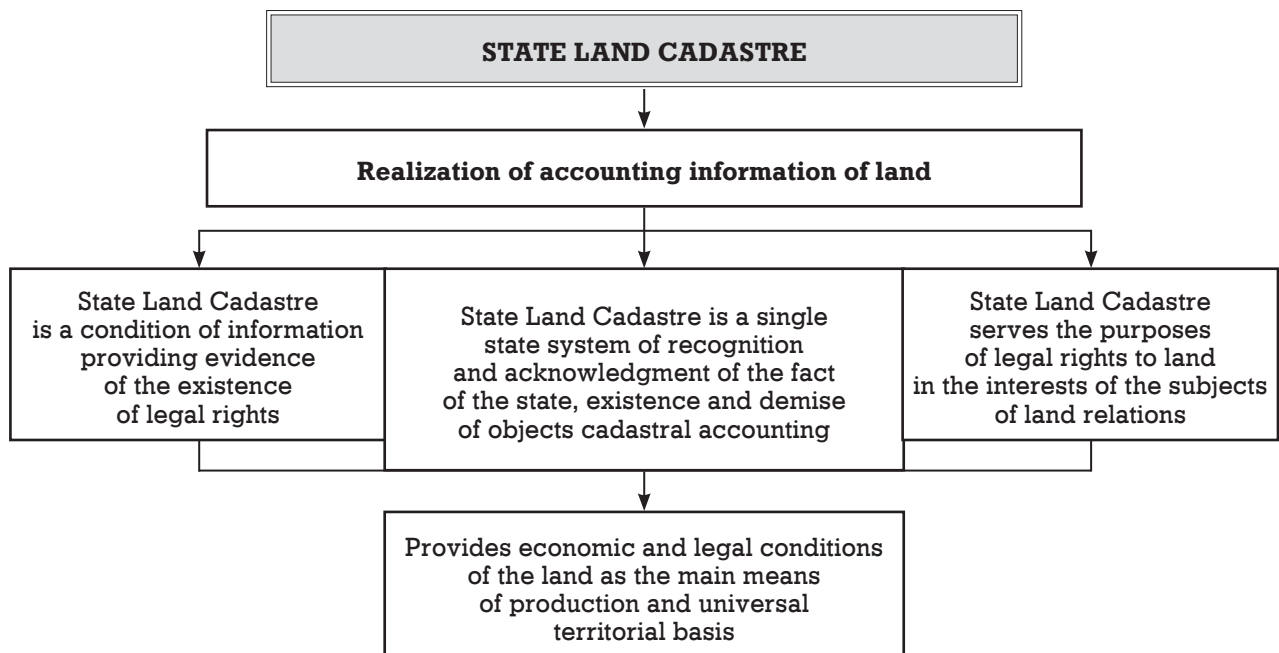 STATE LAND CADASTRE
Realization of accounting information of land
State Land Cadastre
is a condition of information
providing evidence
of the existence
of legal rights
State Land Cadastre is a single
state system of recognition
and acknowledgment of the fact
of the state, existence and demise
of objects cadastral accounting
State Land Cadastre
serves the purposes
of legal rights to land
in the interests of the subjects
of land relations
Provides economic and legal conditions
of the land as the main means
of production and universal
territorial basis